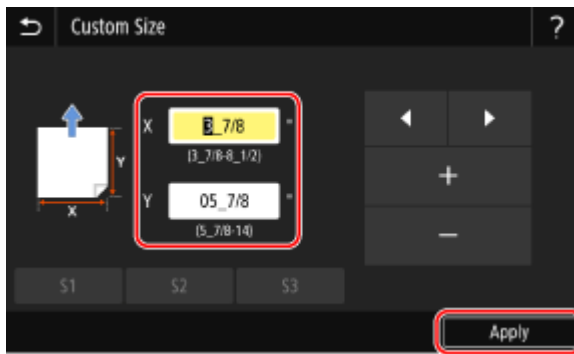 Custom Size ?
X 3_7/8 "
(3_7/8-8_1/2)
Y
X
Y 05_7/8 "
(5_7/8-14)
+
−
S1 S2 S3
Apply